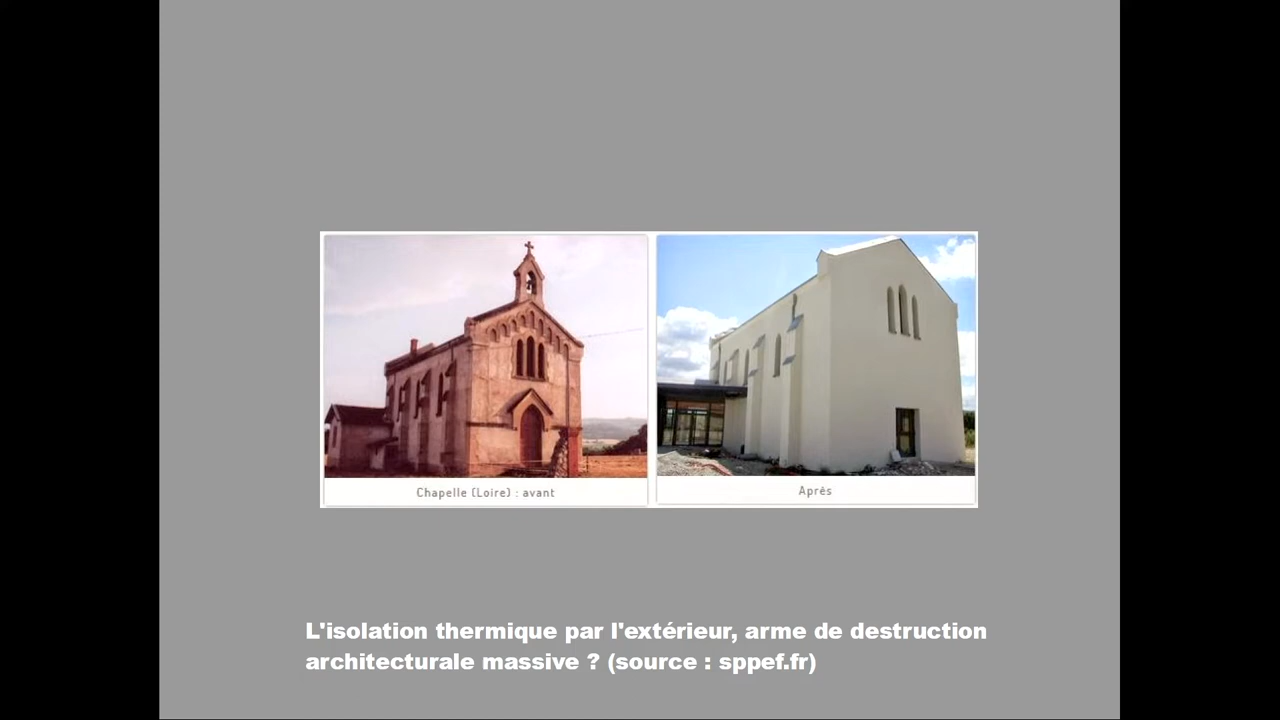 Chapelle (Loire) : avant
Après
L'isolation thermique par l'extérieur, arme de destruction
architecturale massive ? (source : sppef.fr)